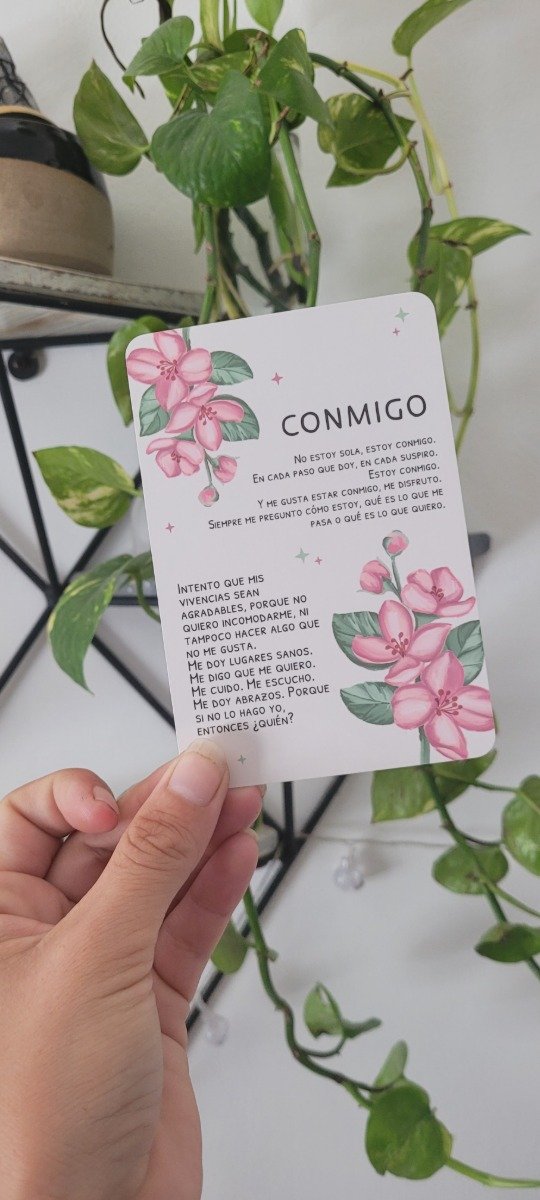 CONMIGO
No estoy sola, estoy conmigo.
En cada paso que doy, en cada suspiro.
Estoy conmigo.
Y me gusta estar conmigo, me disfruto.
Siempre me pregunto cómo estoy, qué es lo que me
pasa o qué es lo que quiero.
Intento que mis
vivencias sean
agradables, porque no
quiero incomodarme, ni
tampoco hacer algo que
no me gusta.
Me doy lugares sanos.
Me digo que me quiero.
Me cuido. Me escucho.
Me doy abrazos. Porque
si no lo hago yo,
entonces ¿quién?